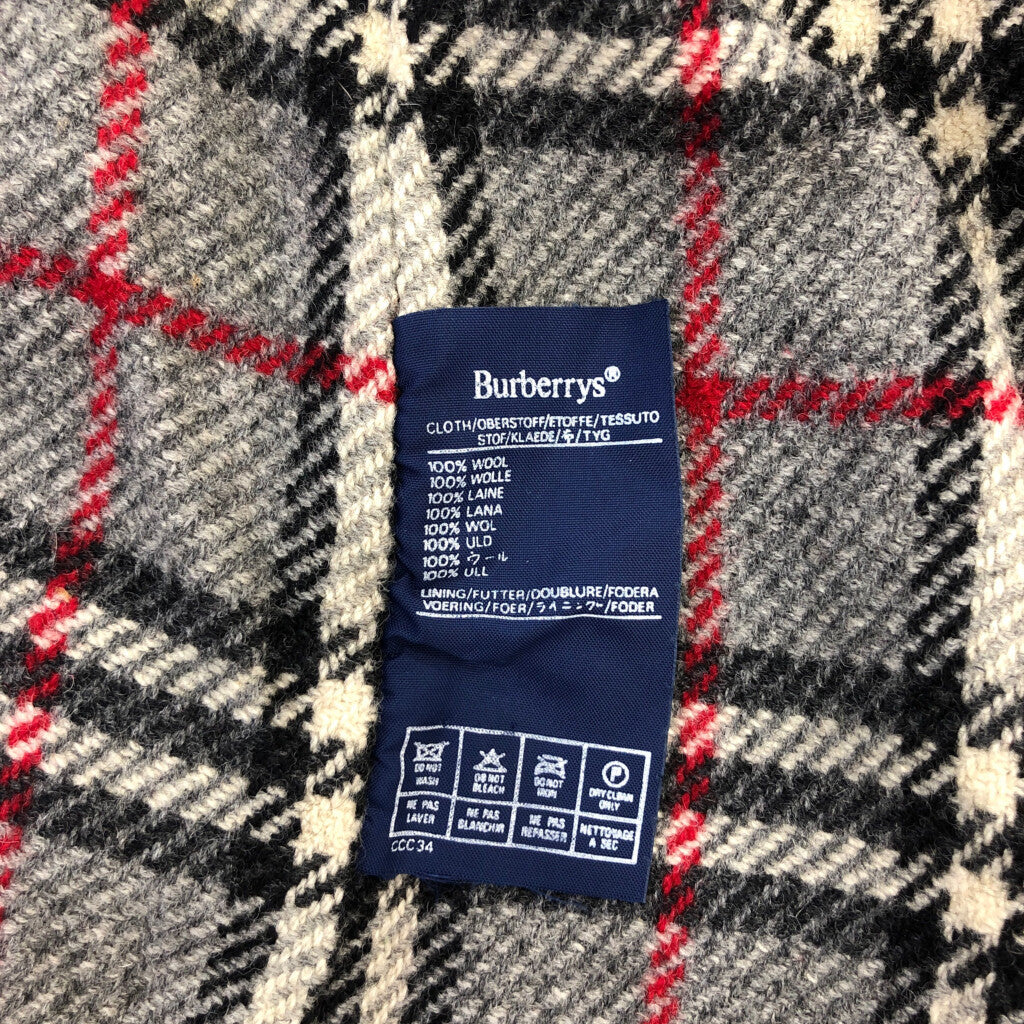 Burberrys®
CLOTH/OBERSTOFF/ETOFFE/TESSUTO
STOF/KLAEDE/布/TYG
100% WOOL
100% WOLLE
100% LAINE
100% LANA
100% WOL
100% ULD
100% ウール
100% ULL
LINING/FUTTER/DOUBLURE/FODERA
VOERING/FOER/ライニング/FODER
DO NOT
WASH
DO NOT
BLEACH
DO NOT
IRON
P
DRY CLEAN
ONLY
NE PAS
LAVER
NE PAS
BLANCHIR
NE PAS
REPASSER
NETTOYAGE
A SEC
CCC 34